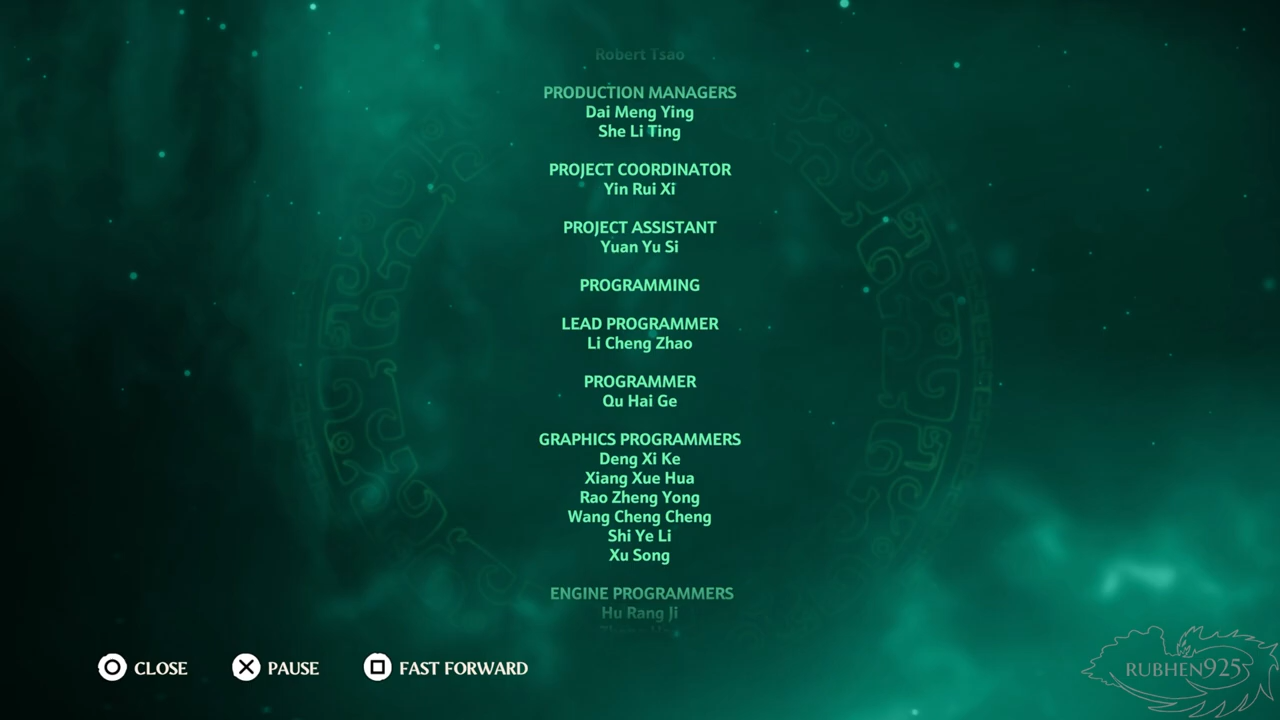 Robert Tsao
PRODUCTION MANAGERS
Dai Meng Ying
She Li Ting
PROJECT COORDINATOR
Yin Rui Xi
PROJECT ASSISTANT
Yuan Yu Si
PROGRAMMING
LEAD PROGRAMMER
Li Cheng Zhao
PROGRAMMER
Qu Hai Ge
GRAPHICS PROGRAMMERS
Deng Xi Ke
Xiang Xue Hua
Rao Zheng Yong
Wang Cheng Cheng
Shi Ye Li
Xu Song
ENGINE PROGRAMMERS
Hu Rang Ji
CLOSE PAUSE FAST FORWARD
RUBHEN925